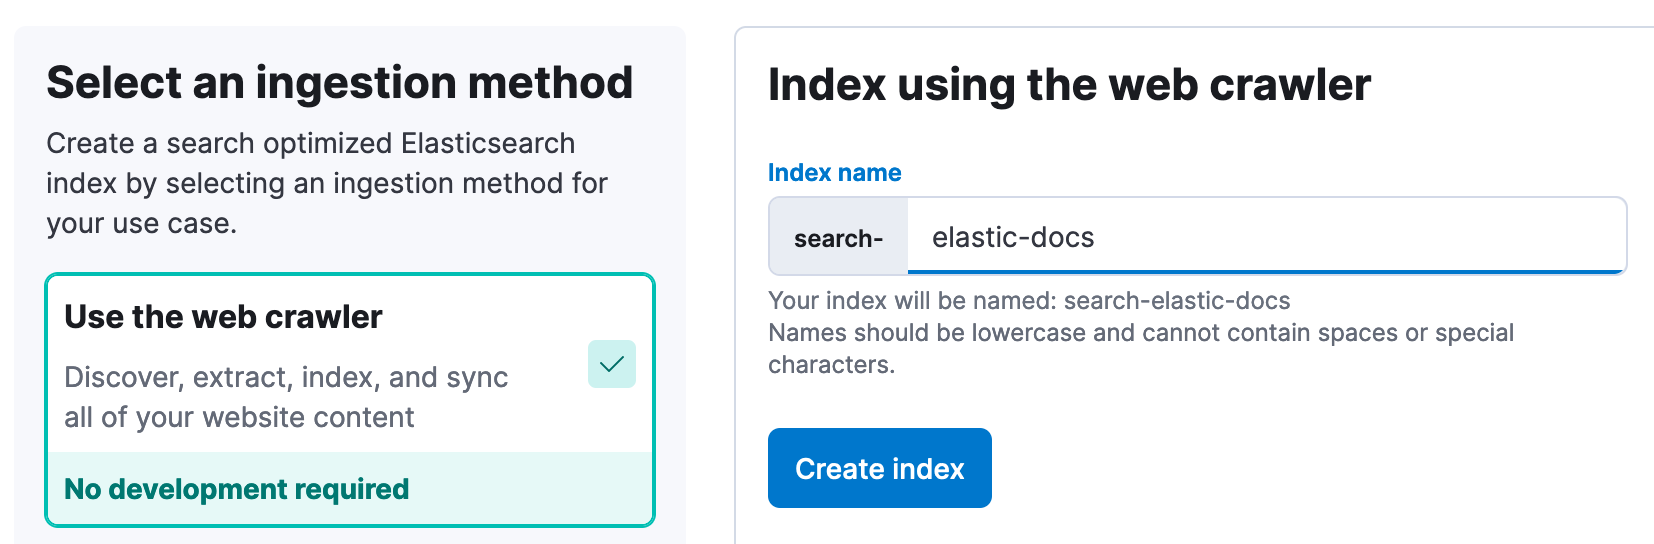 Select an ingestion method
Create a search optimized Elasticsearch
index by selecting an ingestion method for
your use case.
Use the web crawler
Discover, extract, index, and sync
all of your website content
No development required
Index using the web crawler
Index name
search- elastic-docs
Your index will be named: search-elastic-docs
Names should be lowercase and cannot contain spaces or special
characters.
Create index